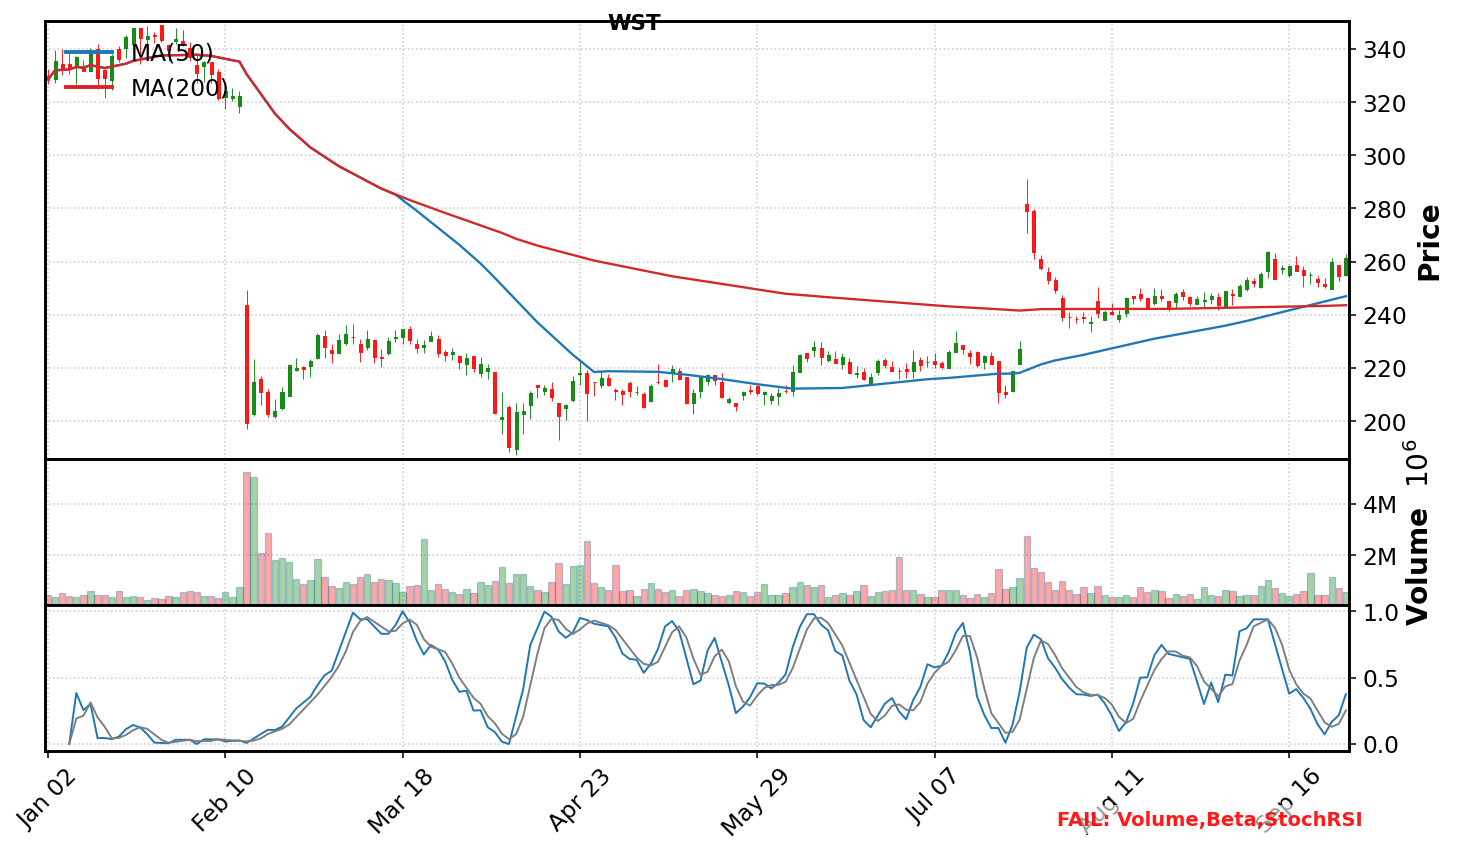 WST
MA(50)
MA(200)
340
320
300
280
260
240
220
200
Price
4M
2M
Volume 10^6
1.0
0.5
0.0
Jan 02
Feb 10
Mar 18
Apr 23
May 29
Jul 07
Aug 11
Sep 16
FAIL: Volume,Beta,StochRSI